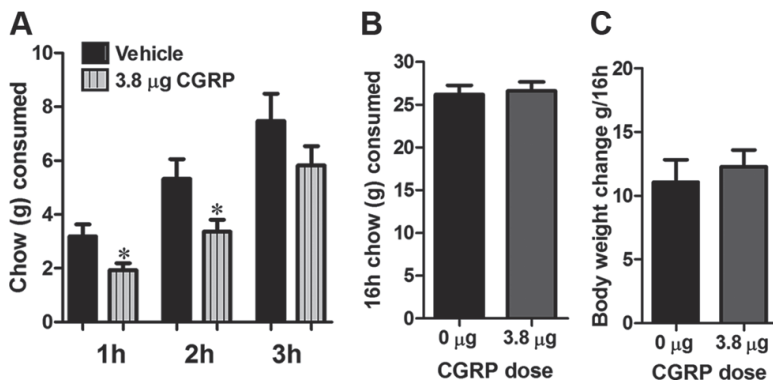 A
Vehicle
3.8 µg CGRP
Chow (g) consumed
10
8
6
4
2
0
*
*
1h
2h
3h
B
16h chow (g) consumed
30
25
20
15
10
5
0
0 µg
3.8 µg
CGRP dose
C
Body weight change g/16h
20
15
10
5
0
0 µg
3.8 µg
CGRP dose